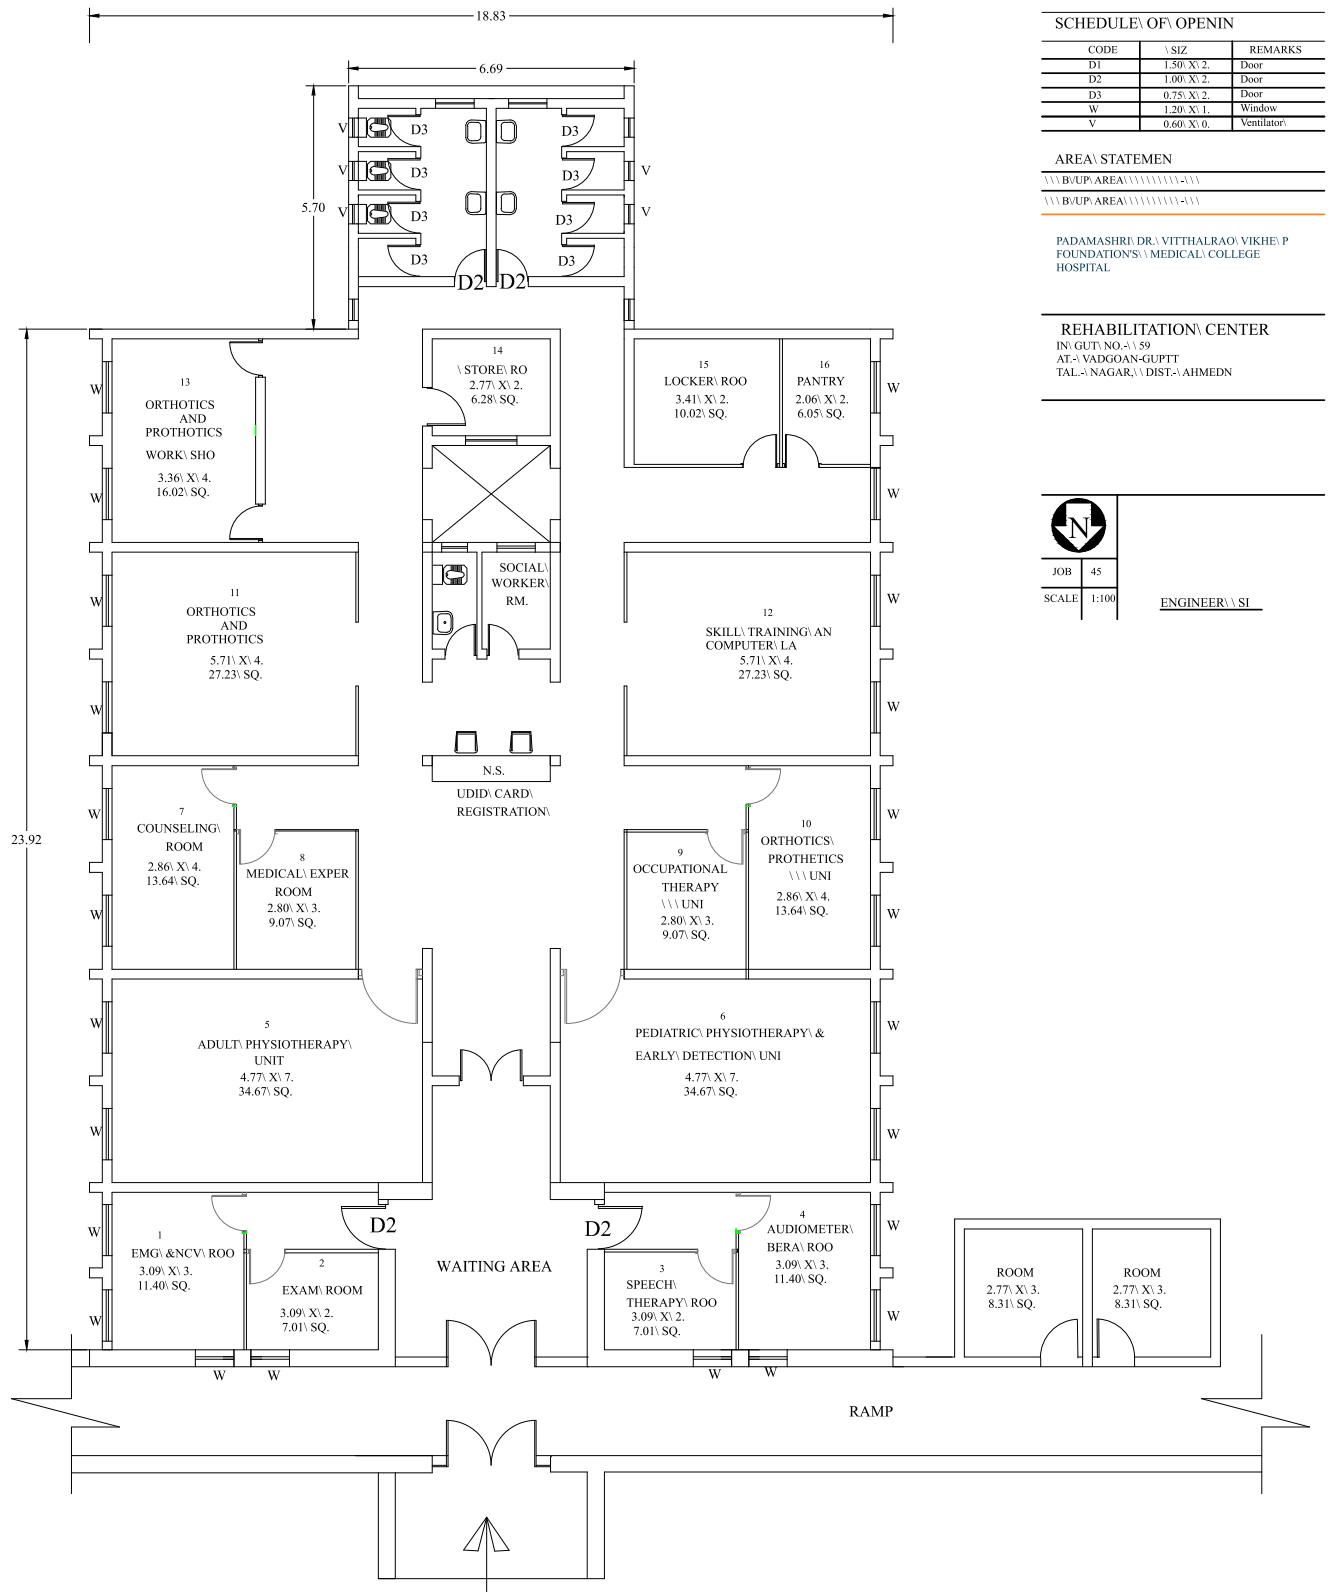 18.83
SCHEDULE\ OF\ OPENIN
CODE \ SIZ REMARKS
D1 1.50\ X\ 2. Door
D2 1.00\ X\ 2. Door
D3 0.75\ X\ 2. Door
W 1.20\ X\ 1. Window
V 0.60\ X\ 0. Ventilator\
AREA\ STATEMEN
\ \ \ B\/UP\ AREA\ \ \ \ \ \ \ \ \ \ -\ \ \
\ \ \ B\/UP\ AREA\ \ \ \ \ \ \ \ \ \ -\ \ \
PADAMASHRI\ DR.\ VITTHALRAO\ VIKHE\ P
FOUNDATION'S\ \ MEDICAL\ COLLEGE
HOSPITAL
REHABILITATION\ CENTER
IN\ GUT\ NO.-\ \ 59
AT.-\ VADGOAN-GUPTT
TAL.-\ NAGAR,\ \ DIST.-\ AHMEDN
N
JOB 45
SCALE 1:100
ENGINEER\ \ SI
6.69
5.70
23.92
V D3 D3
V D3 D3 V
V D3 D3 V
D3 D3
D2 D2
13
ORTHOTICS
AND
PROTHOTICS
WORK\ SHO
3.36\ X\ 4.
16.02\ SQ.
14
\ STORE\ RO
2.77\ X\ 2.
6.28\ SQ.
15
LOCKER\ ROO
3.41\ X\ 2.
10.02\ SQ.
16
PANTRY
2.06\ X\ 2.
6.05\ SQ.
W W
W W
11
ORTHOTICS
AND
PROTHOTICS
5.71\ X\ 4.
27.23\ SQ.
SOCIAL\
WORKER\
RM.
12
SKILL\ TRAINING\ AN
COMPUTER\ LA
5.71\ X\ 4.
27.23\ SQ.
W W
W W
N.S.
UDID\ CARD\
REGISTRATION\
7
COUNSELING\
ROOM
2.86\ X\ 4.
13.64\ SQ.
8
MEDICAL\ EXPER
ROOM
2.80\ X\ 3.
9.07\ SQ.
9
OCCUPATIONAL
THERAPY
\ \ \ UNI
2.80\ X\ 3.
9.07\ SQ.
10
ORTHOTICS\
PROTHETICS
\ \ \ UNI
2.86\ X\ 4.
13.64\ SQ.
W W
W W
5
ADULT\ PHYSIOTHERAPY\
UNIT
4.77\ X\ 7.
34.67\ SQ.
6
PEDIATRIC\ PHYSIOTHERAPY\ &
EARLY\ DETECTION\ UNI
4.77\ X\ 7.
34.67\ SQ.
W W
W W
1
EMG\ &NCV\ ROO
3.09\ X\ 3.
11.40\ SQ.
2
EXAM\ ROOM
3.09\ X\ 2.
7.01\ SQ.
D2 D2
WAITING AREA
3
SPEECH\
THERAPY\ ROO
3.09\ X\ 2.
7.01\ SQ.
4
AUDIOMETER\
BERA\ ROO
3.09\ X\ 3.
11.40\ SQ.
W W
W W
W W W W
ROOM
2.77\ X\ 3.
8.31\ SQ.
ROOM
2.77\ X\ 3.
8.31\ SQ.
RAMP